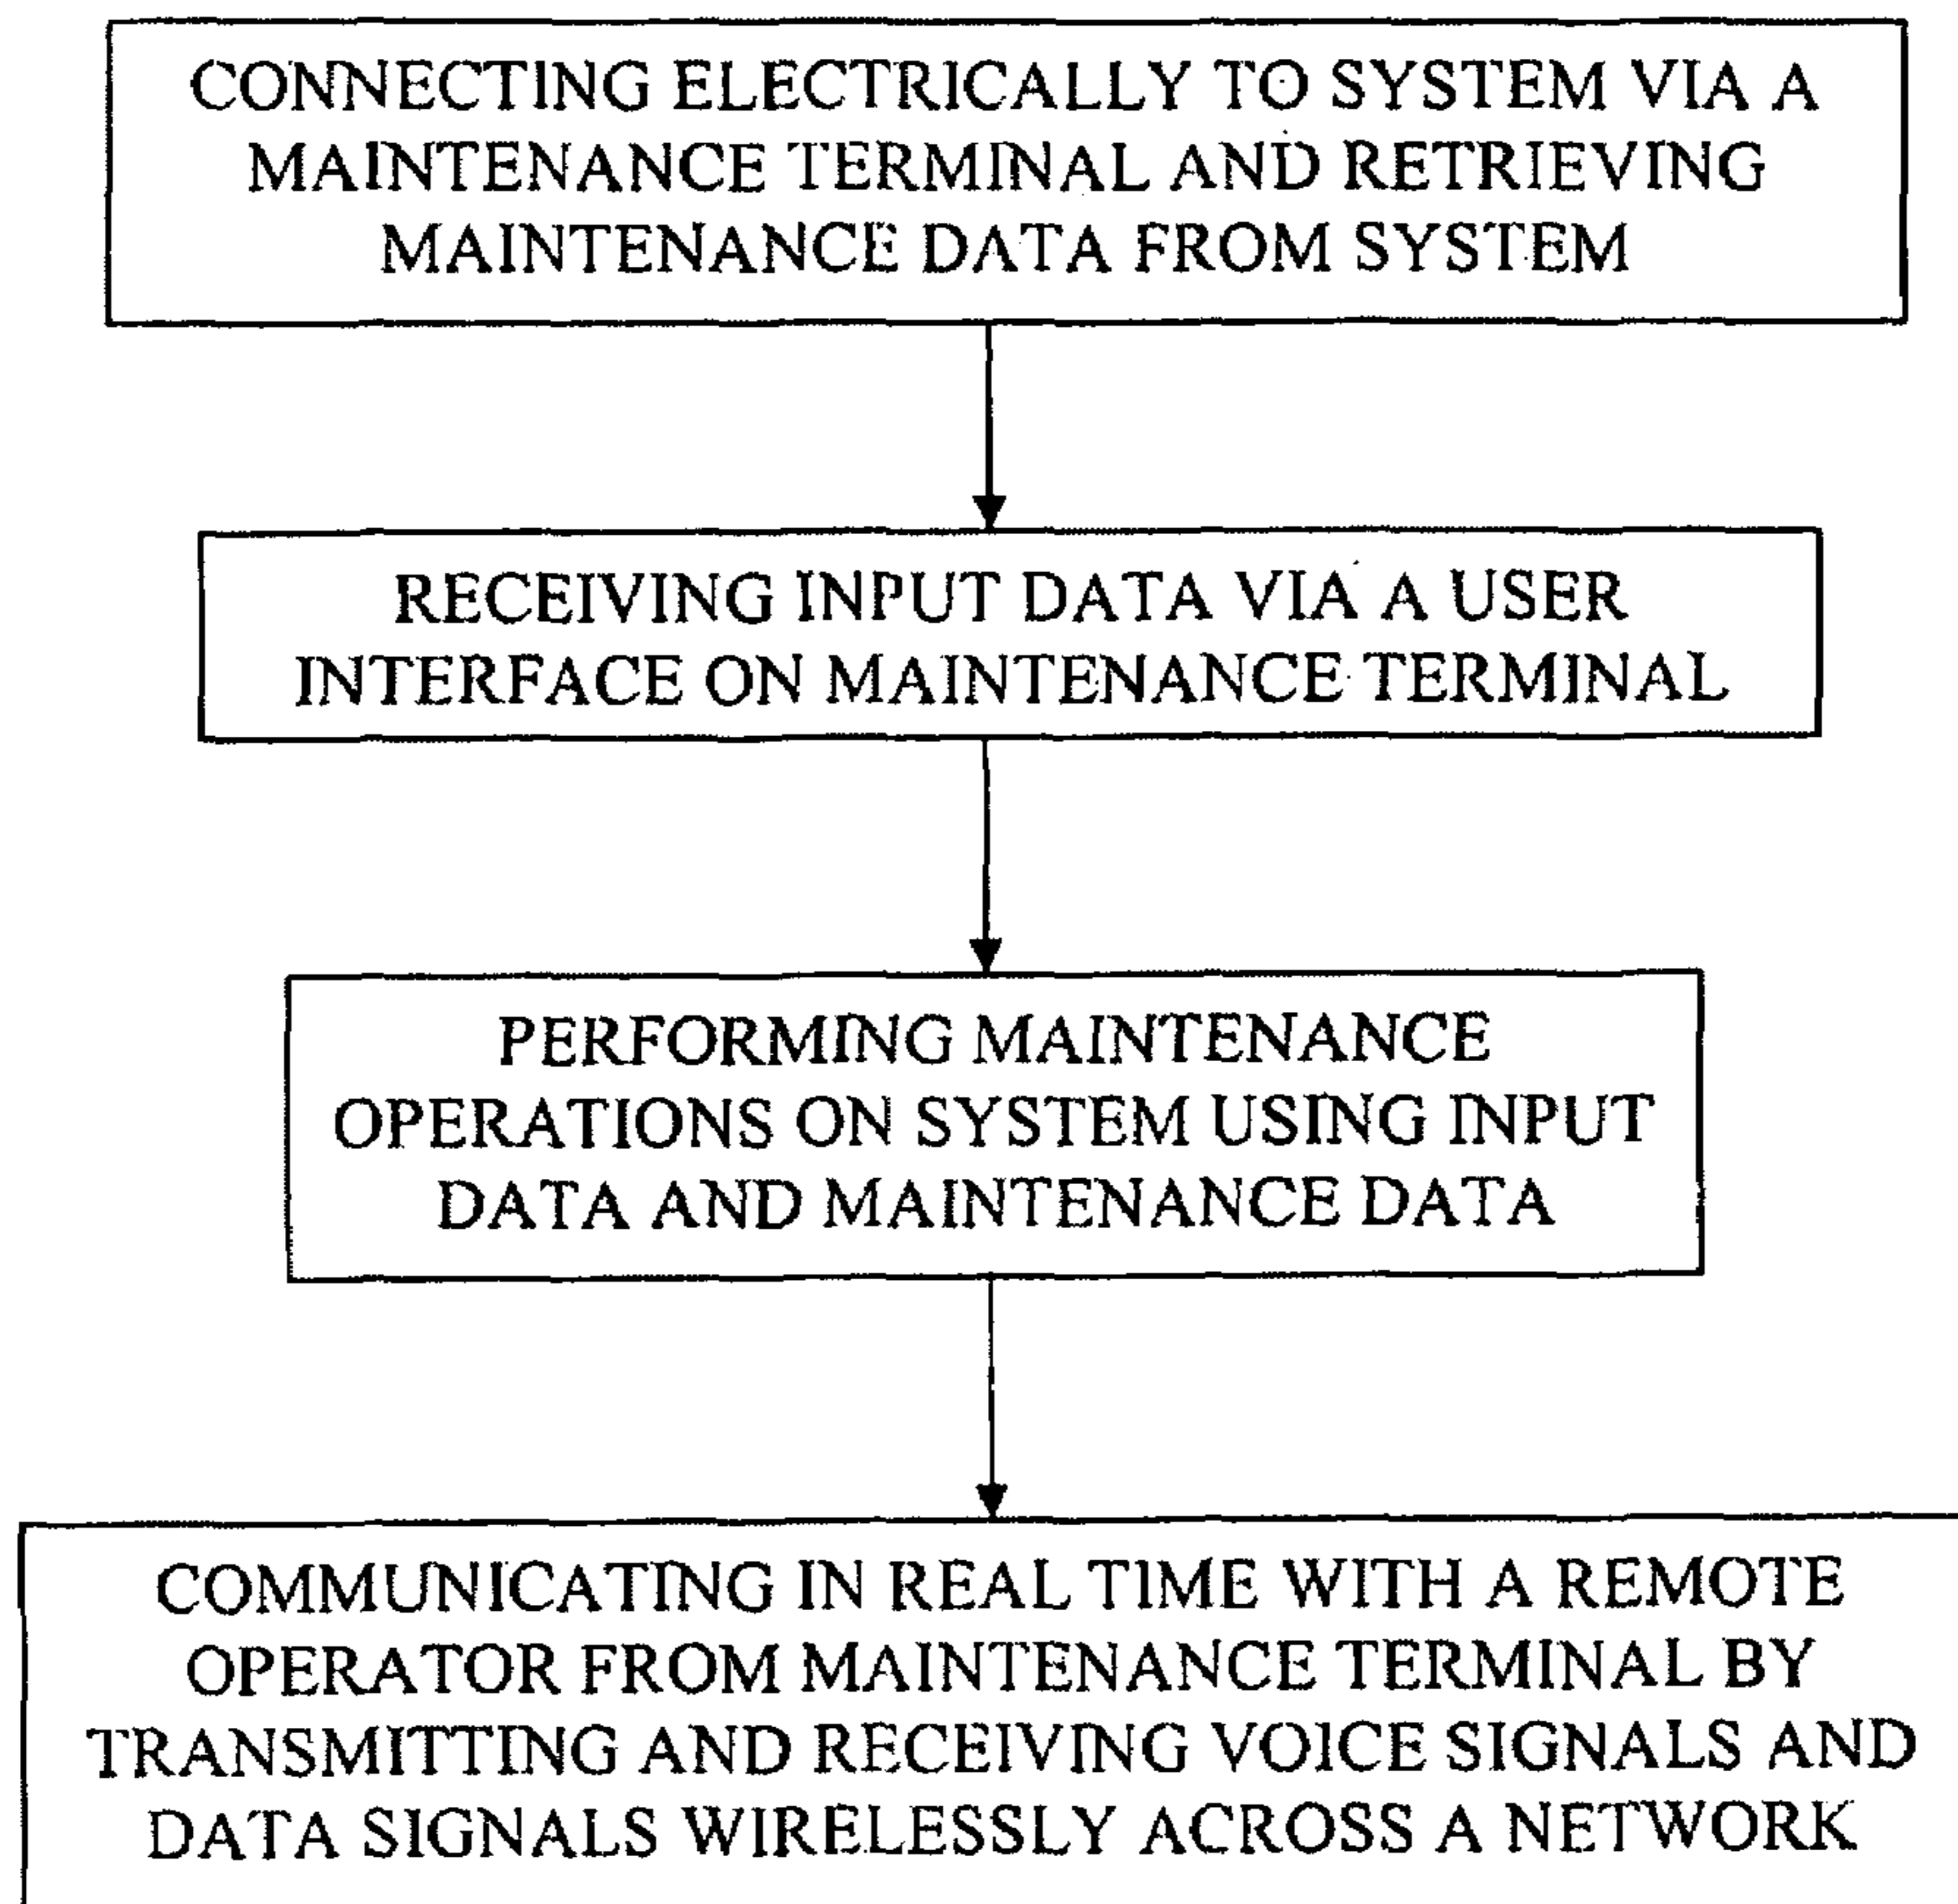 CONNECTING ELECTRICALLY TO SYSTEM VIA A
MAINTENANCE TERMINAL AND RETRIEVING
MAINTENANCE DATA FROM SYSTEM
RECEIVING INPUT DATA VIA A USER
INTERFACE ON MAINTENANCE TERMINAL
PERFORMING MAINTENANCE
OPERATIONS ON SYSTEM USING INPUT
DATA AND MAINTENANCE DATA
COMMUNICATING IN REAL TIME WITH A REMOTE
OPERATOR FROM MAINTENANCE TERMINAL BY
TRANSMITTING AND RECEIVING VOICE SIGNALS AND
DATA SIGNALS WIRELESSLY ACROSS A NETWORK